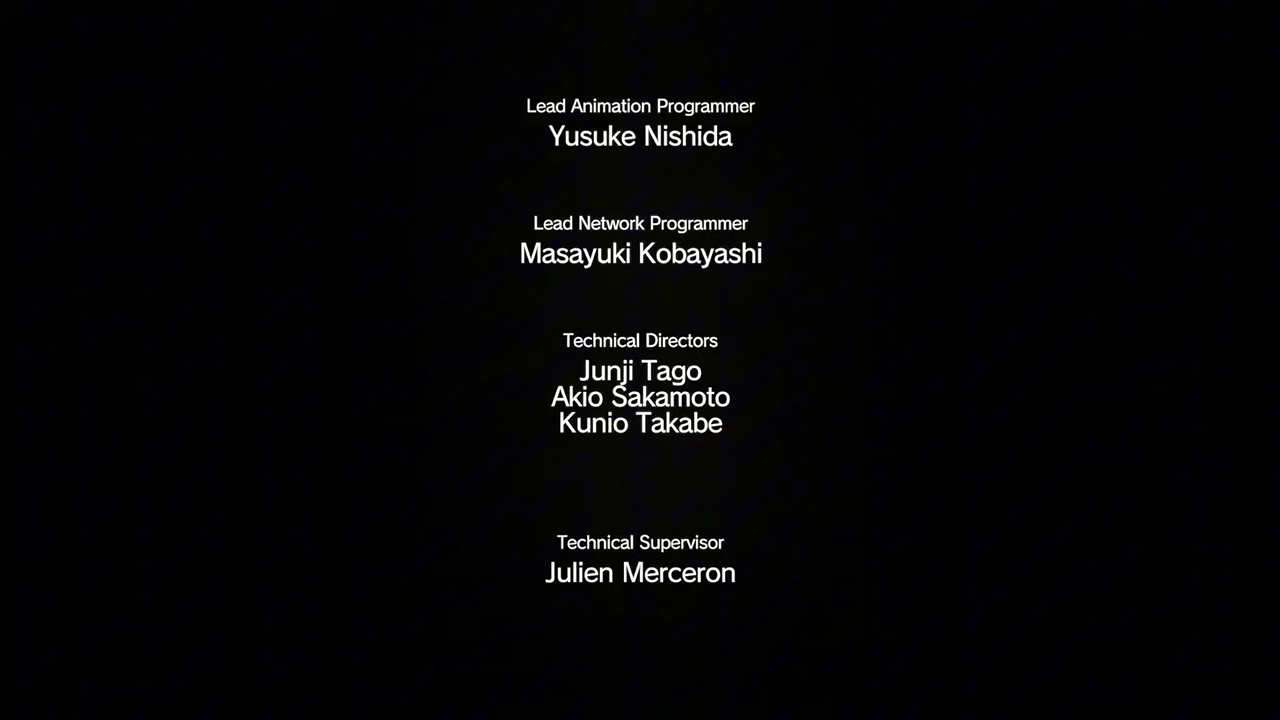 Lead Animation Programmer
Yusuke Nishida
Lead Network Programmer
Masayuki Kobayashi
Technical Directors
Junji Tago
Akio Sakamoto
Kunio Takabe
Technical Supervisor
Julien Merceron